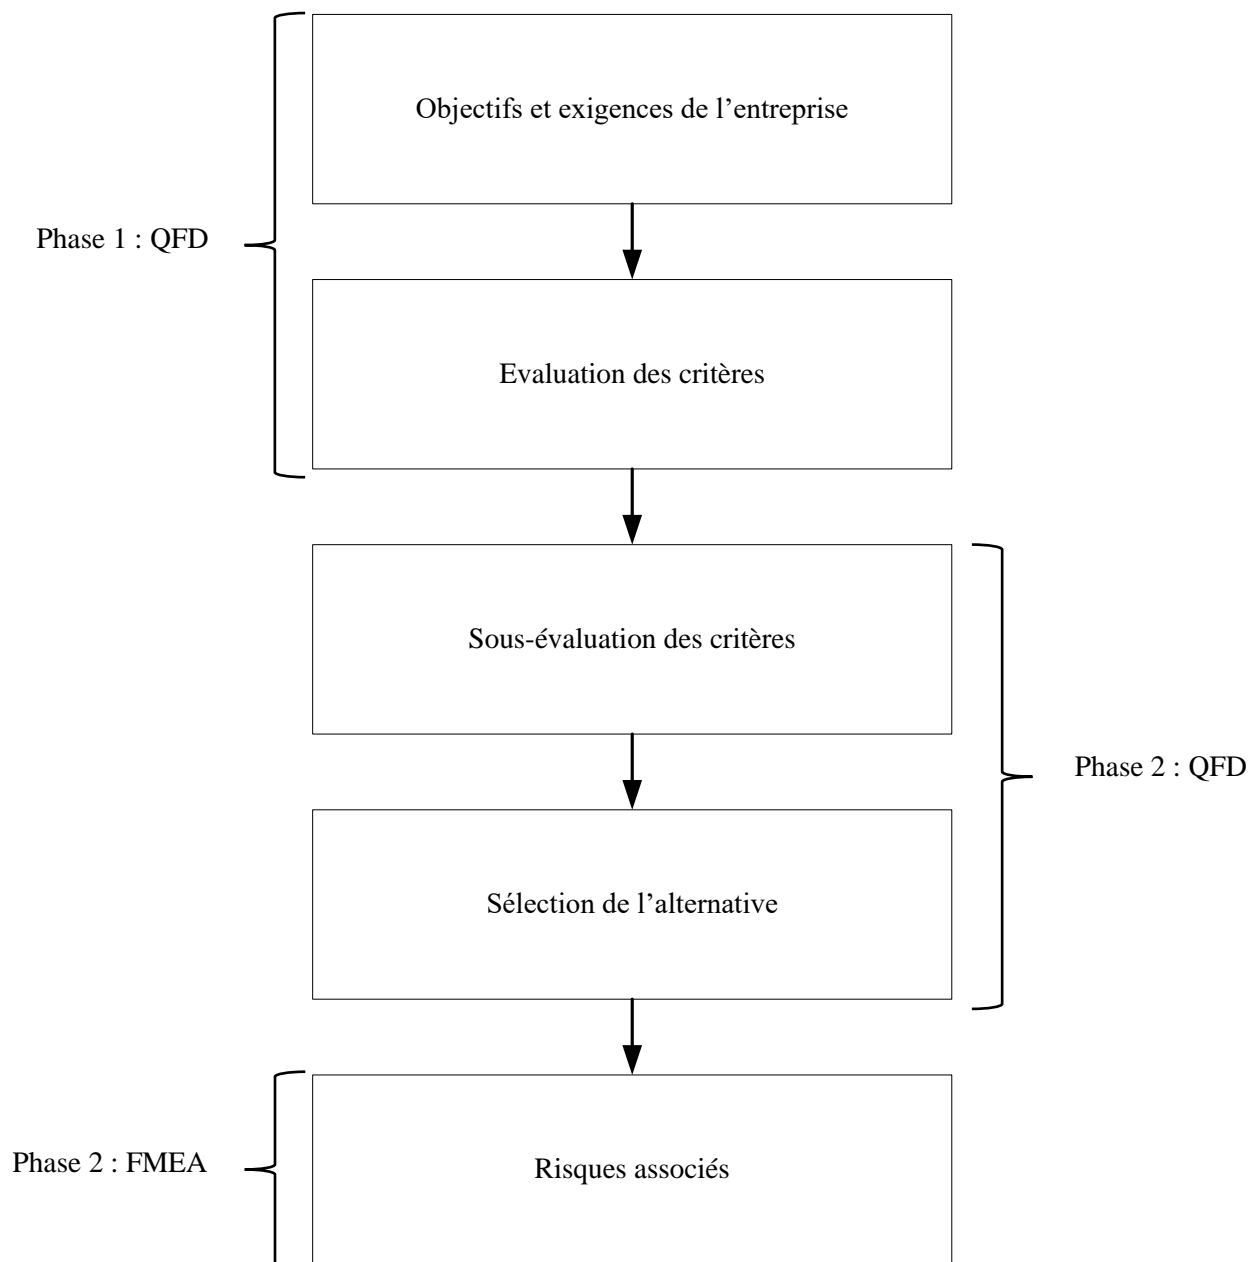 Objectifs et exigences de l’entreprise
Phase 1 : QFD
Evaluation des critères
Sous-évaluation des critères
Phase 2 : QFD
Sélection de l’alternative
Phase 2 : FMEA
Risques associés